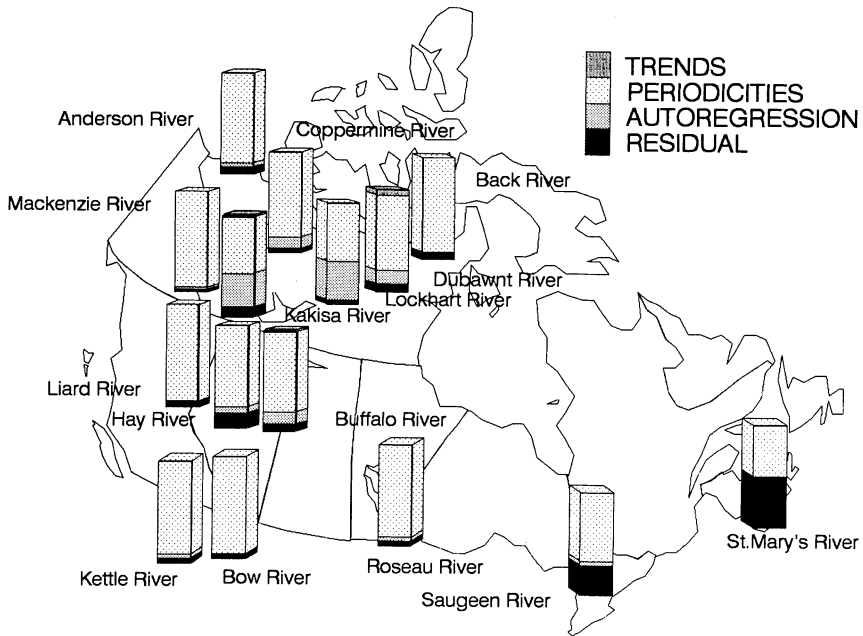 TRENDS
PERIODICITIES
AUTOREGRESSION
RESIDUAL
Anderson River
Coppermine River
Back River
Mackenzie River
Dubawnt River
Lockhart River
Kakisa River
Liard River
Hay River
Buffalo River
St.Mary's River
Roseau River
Kettle River
Bow River
Saugeen River